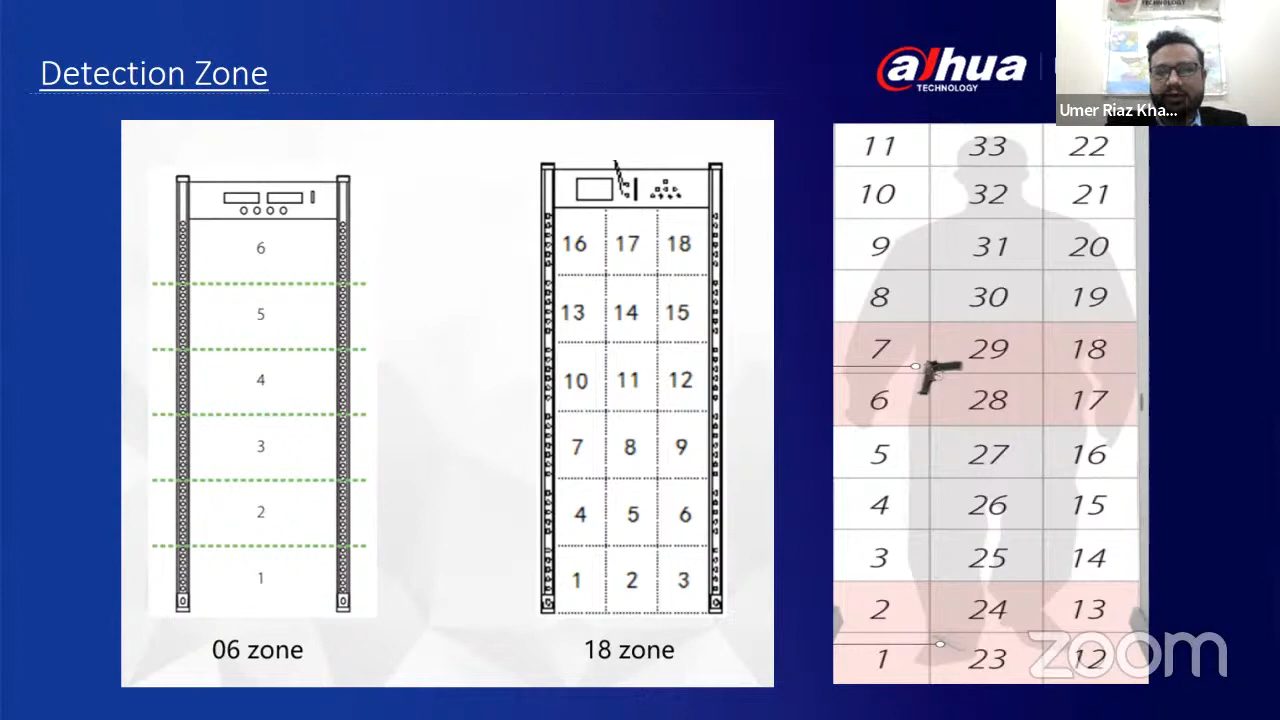 Detection Zone
alhua
TECHNOLOGY
TECHNOLOGY
Umer Riaz Kha...
6
5
4
3
2
1
06 zone
16 17 18
13 14 15
10 11 12
7 8 9
4 5 6
1 2 3
18 zone
11 33 22
10 32 21
9 31 20
8 30 19
7 29 18
6 28 17
5 27 16
4 26 15
3 25 14
2 24 13
1 23 12
zoom